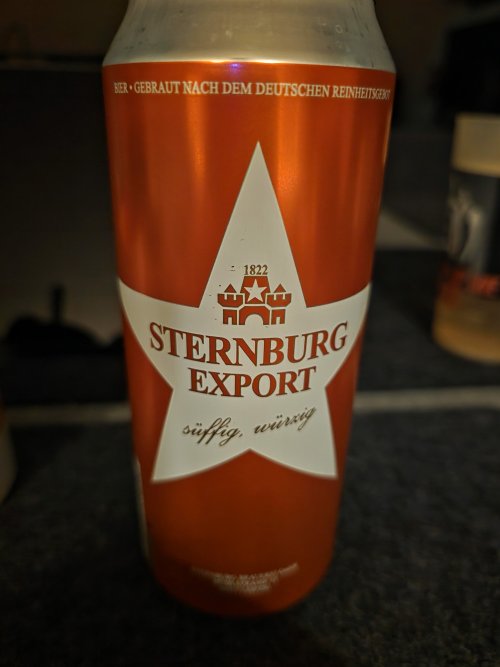 BIER • GEBRAUT NACH DEM DEUTSCHEN REINHEITSGEBOT
1822
STERNBURG
EXPORT
süffig, würzig